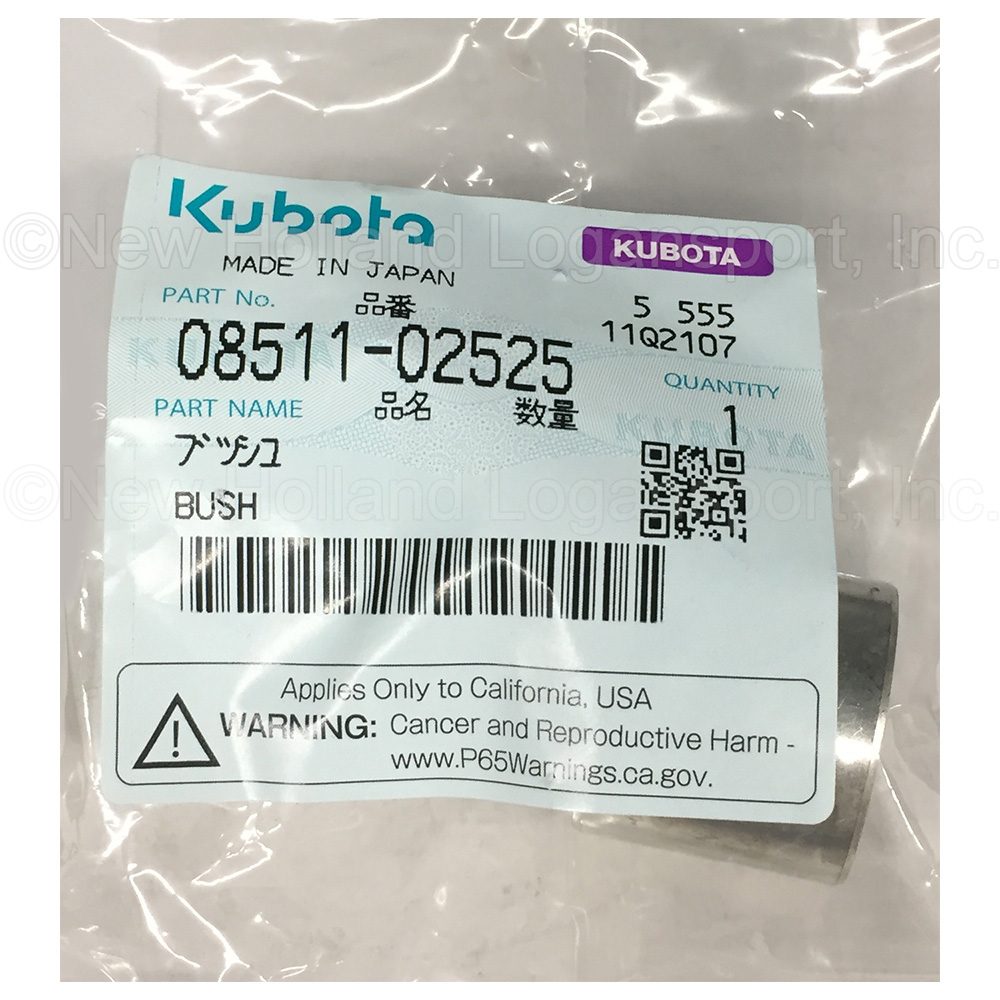 Kubota
KUBOTA
MADE IN JAPAN
PART No. 品番
5 555
11Q2107
08511-02525
QUANTITY
PART NAME 品名 数量 1
ブッシュ
BUSH
Applies Only to California, USA
WARNING: Cancer and Reproductive Harm -
www.P65Warnings.ca.gov.
©New Holland Logansport, Inc.
©New Holland Logansport, Inc.